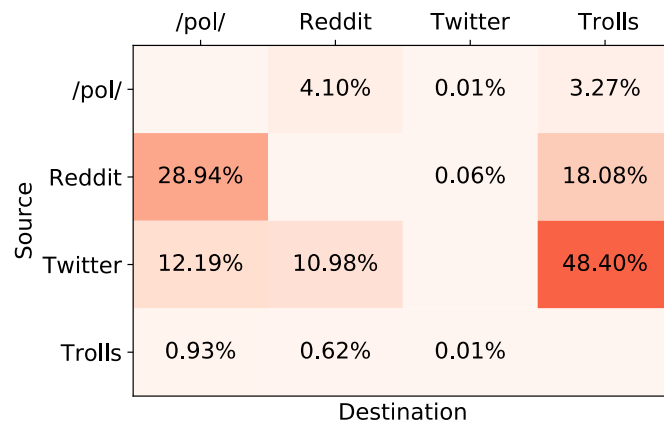 /pol/ Reddit Twitter Trolls
/pol/ 4.10% 0.01% 3.27%
Reddit 28.94% 0.06% 18.08%
Source
Twitter 12.19% 10.98% 48.40%
Trolls 0.93% 0.62% 0.01%
Destination